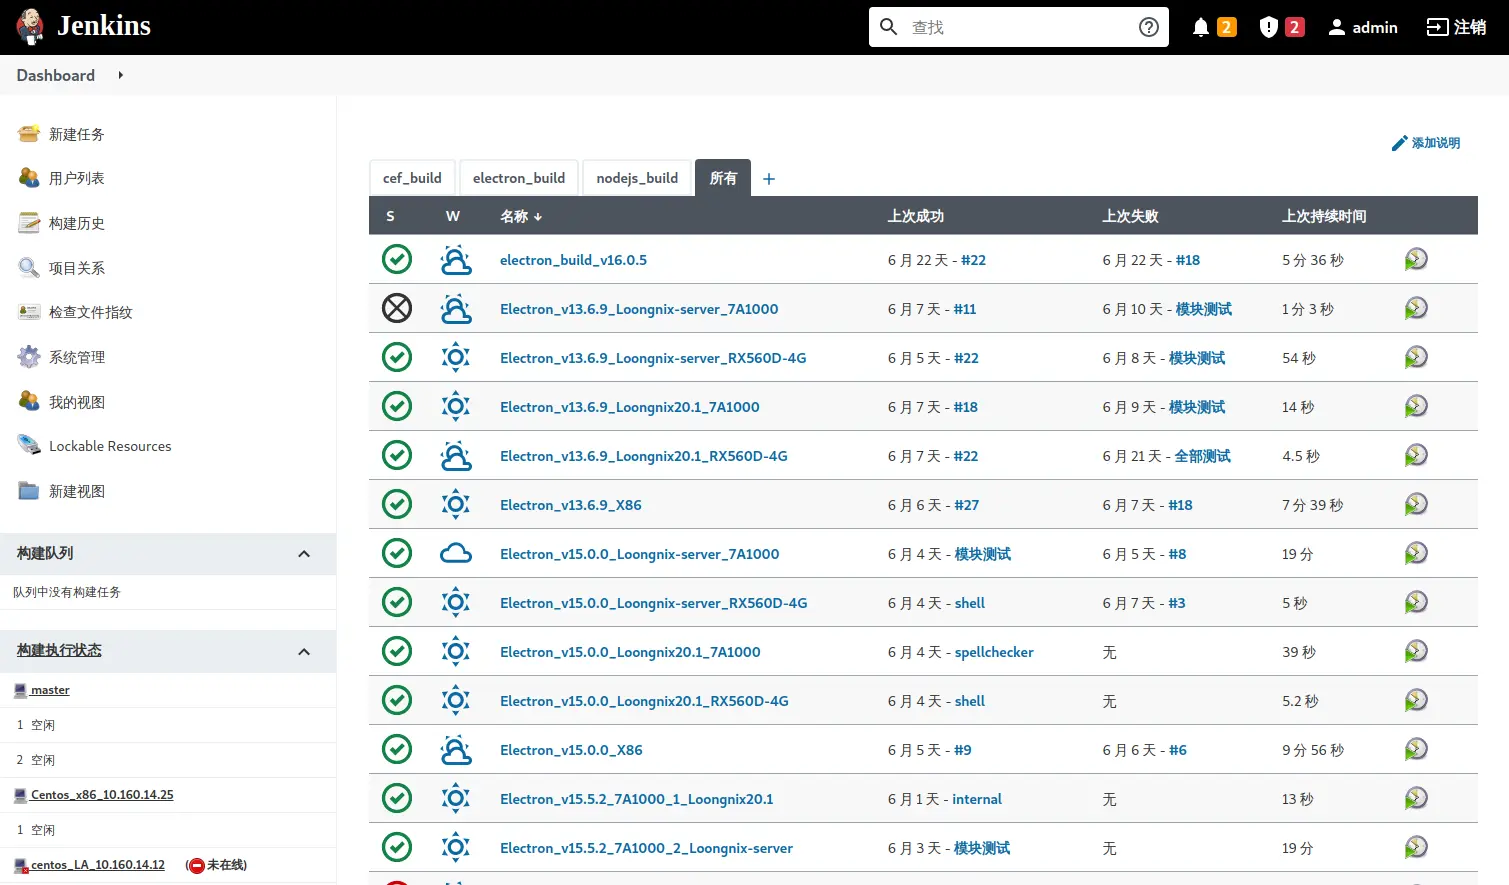 Jenkins
查找
2
2
admin
注销
Dashboard
新建任务
用户列表
构建历史
项目关系
检查文件指纹
系统管理
我的视图
Lockable Resources
新建视图
构建队列
队列中没有构建任务
构建执行状态
master
1 空闲
2 空闲
Centos_x86_10.160.14.25
1 空闲
centos_LA_10.160.14.12 (未在线)
添加说明
cef_build electron_build nodejs_build 所有 +
S W 名称 ↓ 上次成功 上次失败 上次持续时间
electron_build_v16.0.5 6 月 22 天 - #22 6 月 22 天 - #18 5 分 36 秒
Electron_v13.6.9_Loongnix-server_7A1000 6 月 7 天 - #11 6 月 10 天 - 模块测试 1 分 3 秒
Electron_v13.6.9_Loongnix-server_RX560D-4G 6 月 5 天 - #22 6 月 8 天 - 模块测试 54 秒
Electron_v13.6.9_Loongnix20.1_7A1000 6 月 7 天 - #18 6 月 9 天 - 模块测试 14 秒
Electron_v13.6.9_Loongnix20.1_RX560D-4G 6 月 7 天 - #22 6 月 21 天 - 全部测试 4.5 秒
Electron_v13.6.9_X86 6 月 6 天 - #27 6 月 7 天 - #18 7 分 39 秒
Electron_v15.0.0_Loongnix-server_7A1000 6 月 4 天 - 模块测试 6 月 5 天 - #8 19 分
Electron_v15.0.0_Loongnix-server_RX560D-4G 6 月 4 天 - shell 6 月 7 天 - #3 5 秒
Electron_v15.0.0_Loongnix20.1_7A1000 6 月 4 天 - spellchecker 无 39 秒
Electron_v15.0.0_Loongnix20.1_RX560D-4G 6 月 4 天 - shell 无 5.2 秒
Electron_v15.0.0_X86 6 月 5 天 - #9 6 月 6 天 - #6 9 分 56 秒
Electron_v15.5.2_7A1000_1_Loongnix20.1 6 月 1 天 - internal 无 13 秒
Electron_v15.5.2_7A1000_2_Loongnix-server 6 月 3 天 - 模块测试 无 19 分